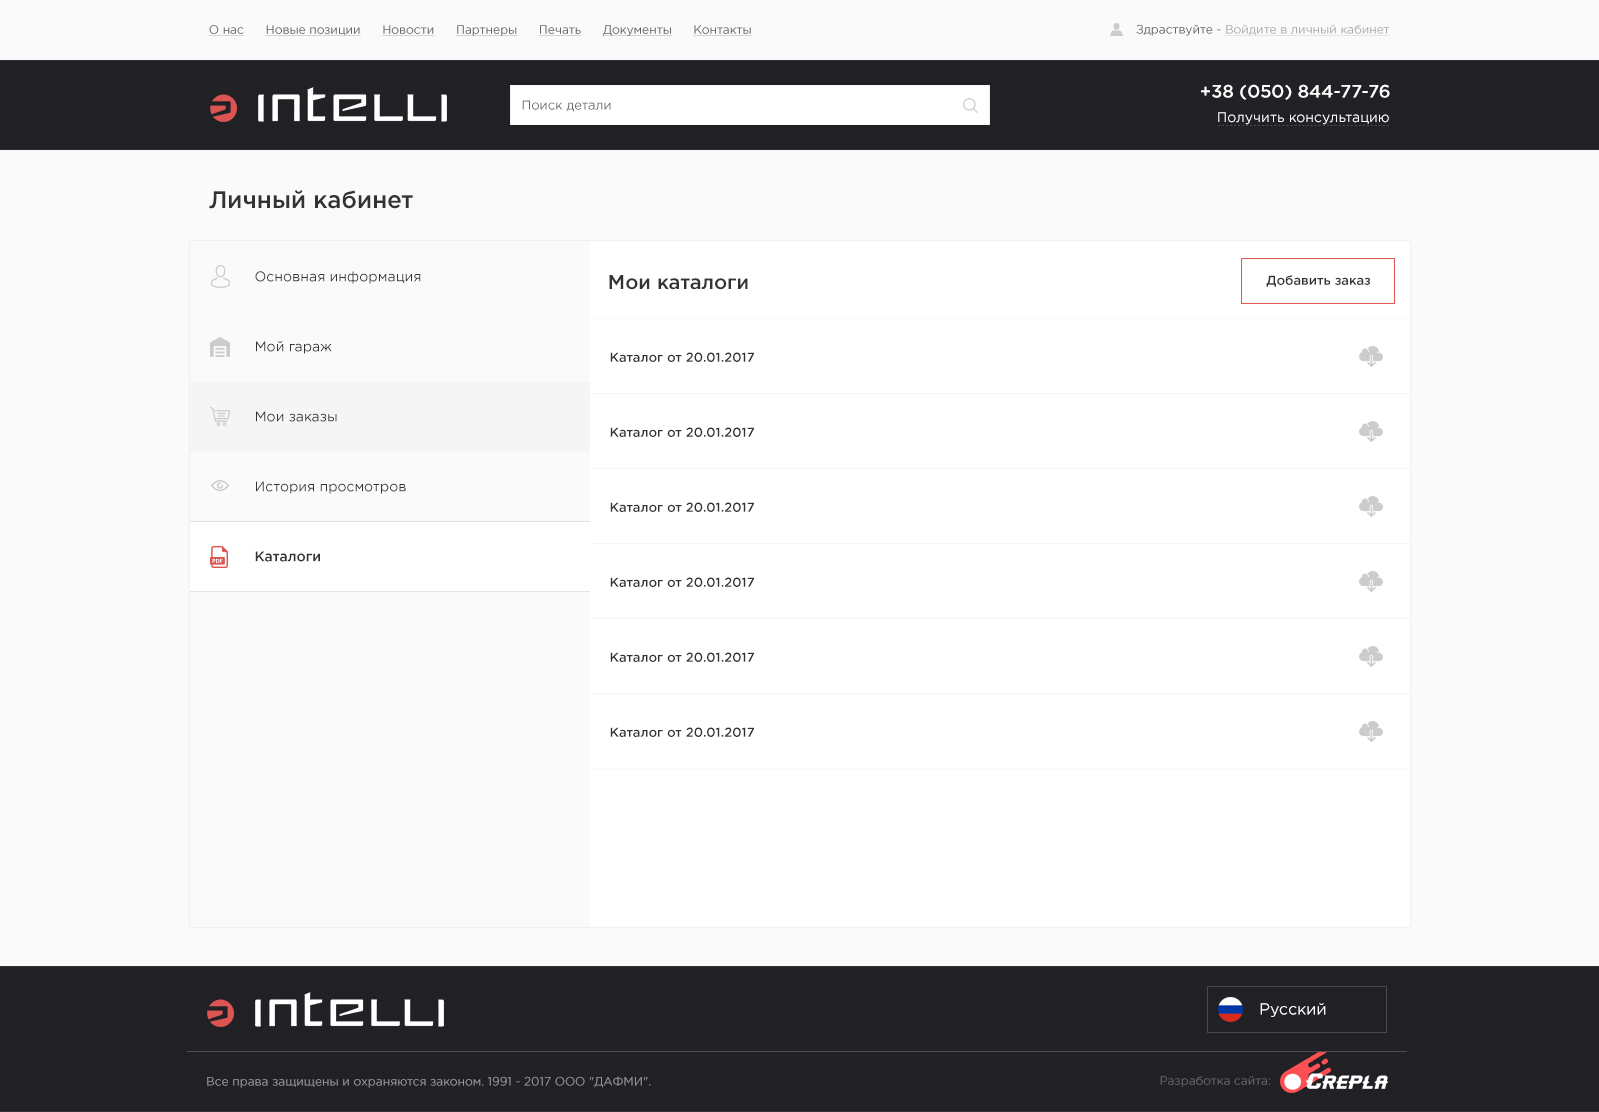 О нас Новые позиции Новости Партнеры Печать Документы Контакты Здраствуйте - Войдите в личный кабинет
INTELLI Поиск детали +38 (050) 844-77-76
Получить консультацию
Личный кабинет
Основная информация
Мой гараж
Мои заказы
История просмотров
PDF Каталоги
Мои каталоги Добавить заказ
Каталог от 20.01.2017
Каталог от 20.01.2017
Каталог от 20.01.2017
Каталог от 20.01.2017
Каталог от 20.01.2017
Каталог от 20.01.2017
INTELLI Русский
Все права защищены и охраняются законом. 1991 - 2017 ООО "ДАФМИ". Разработка сайта: CREPLA